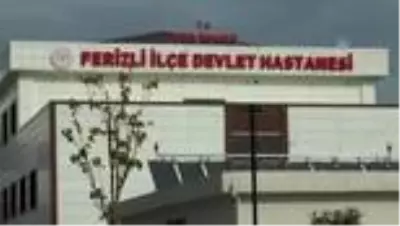 T.C.
FERİZLİ İLÇE DEVLET HASTANESİ